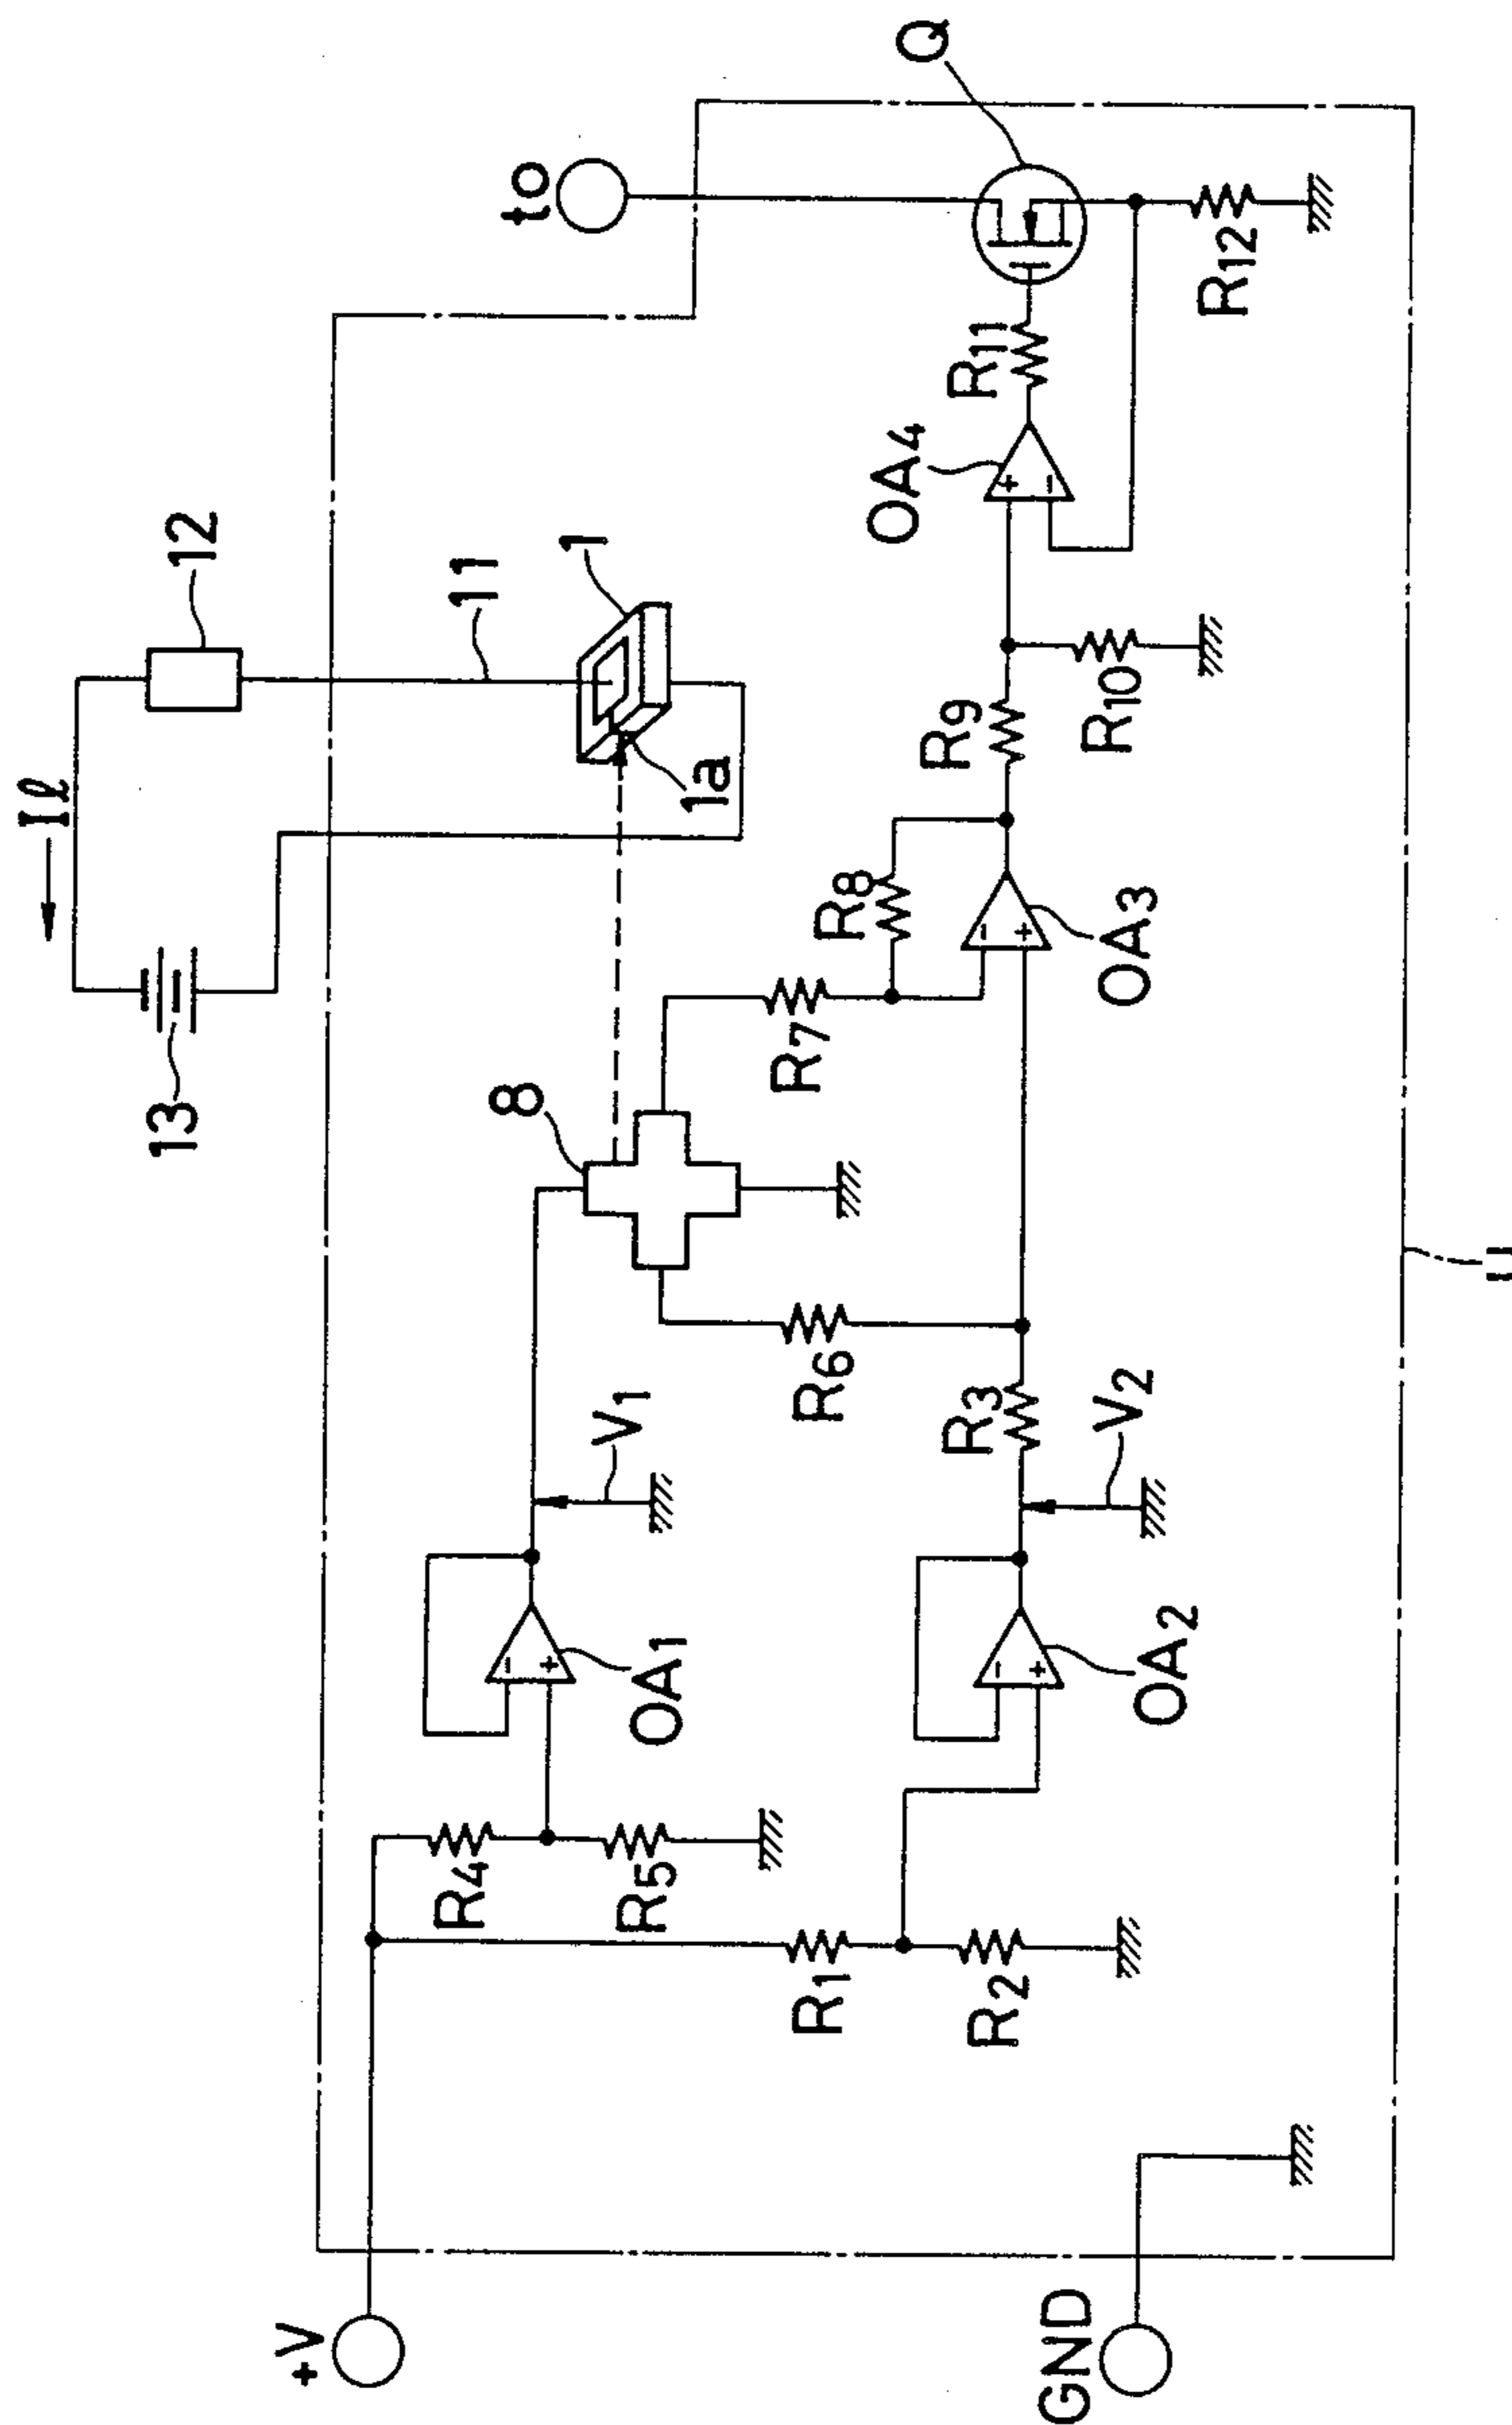 Iℓ
12
13
11
1
1a
to
Q
8
R7
R8
OA4
R11
R9
R10
R12
OA3
R6
V1
R3
V2
OA1
OA2
R4
R5
R1
R2
+V
GND